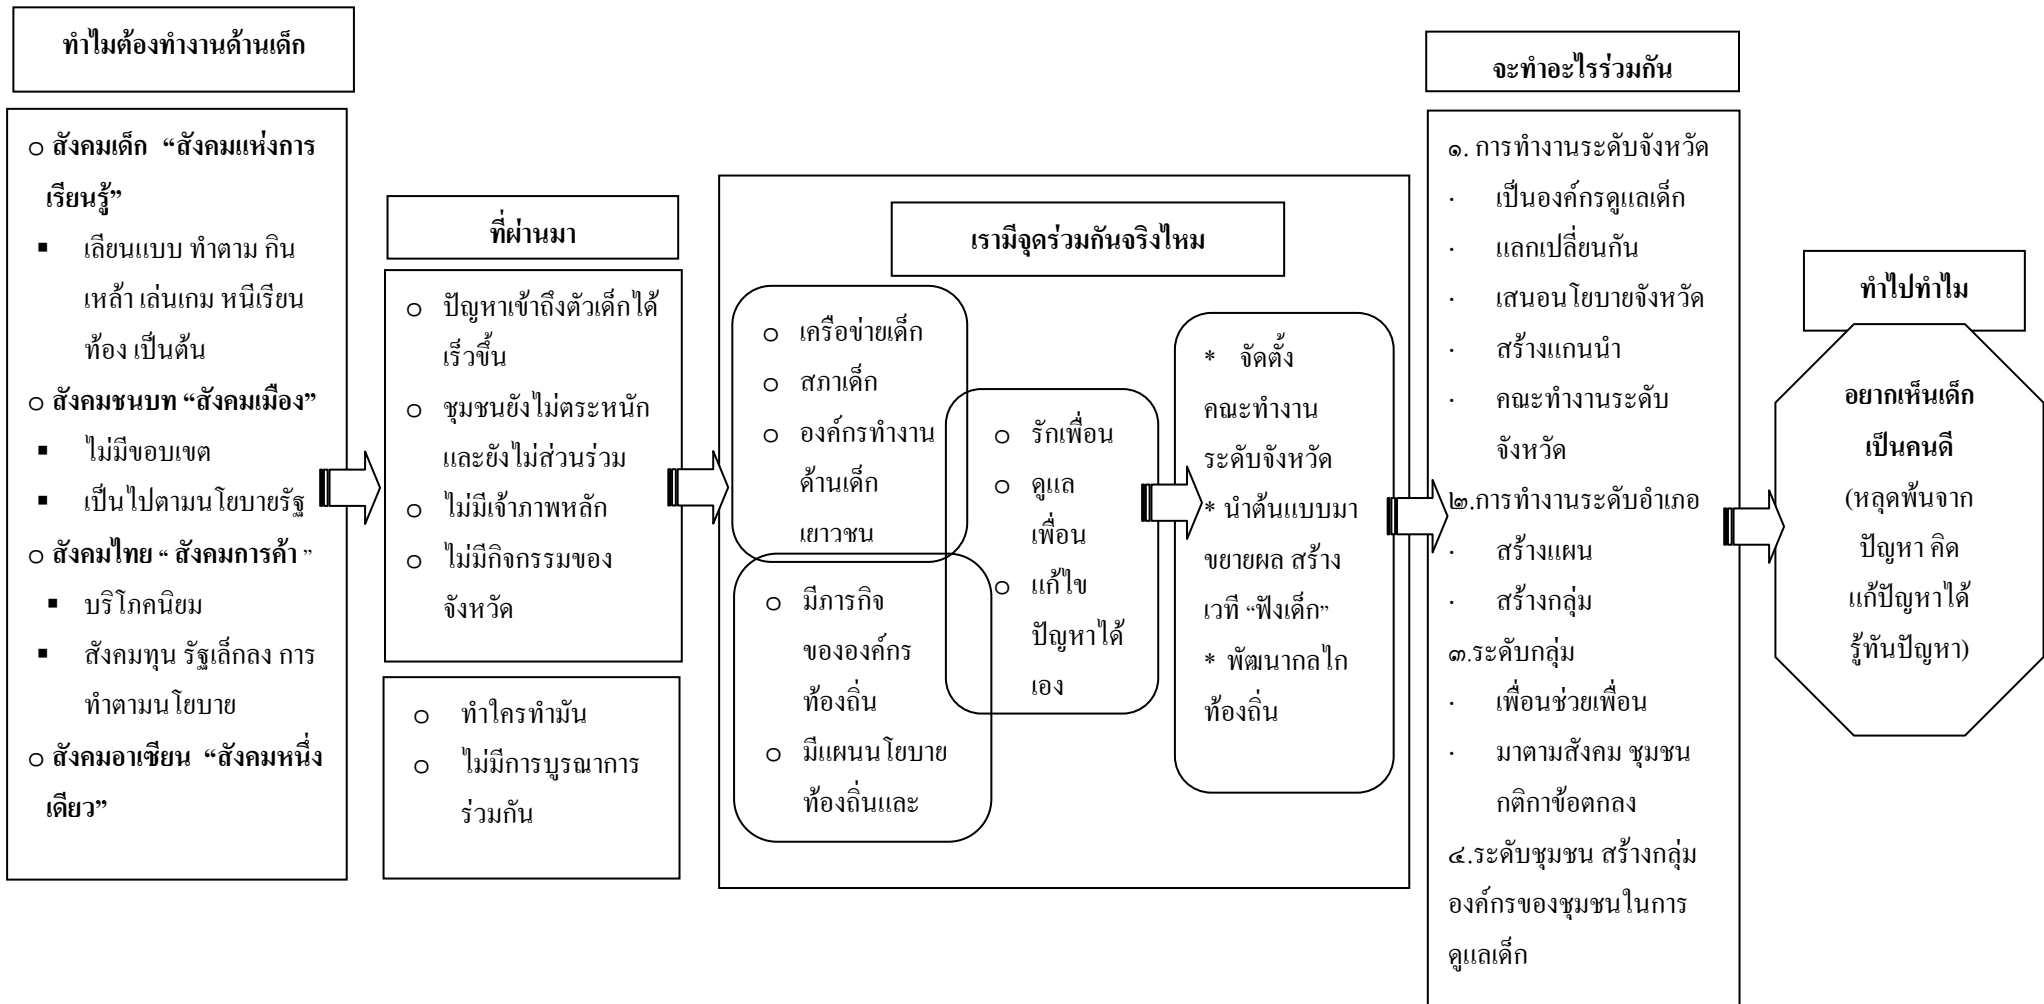 ทำไมต้องทำงานด้านเด็ก
o สังคมเด็ก “สังคมแห่งการ
เรียนรู้”
▪ เลียนแบบ ทำตาม กิน
เหล้า เล่นเกม หนีเรียน
ท้อง เป็นต้น
o สังคมชนบท “สังคมเมือง”
▪ ไม่มีขอบเขต
▪ เป็นไปตามนโยบายรัฐ
o สังคมไทย “ สังคมการค้า ”
▪ บริโภคนิยม
▪ สังคมทุน รัฐเล็กลง การ
ทำตามนโยบาย
o สังคมอาเซียน “สังคมหนึ่ง
เดียว”
ที่ผ่านมา
o ปัญหาเข้าถึงตัวเด็กได้
เร็วขึ้น
o ชุมชนยังไม่ตระหนัก
และยังไม่ส่วนร่วม
o ไม่มีเจ้าภาพหลัก
o ไม่มีกิจกรรมของ
จังหวัด
o ทำใครทำมัน
o ไม่มีการบูรณาการ
ร่วมกัน
เรามีจุดร่วมกันจริงไหม
o เครือข่ายเด็ก
o สภาเด็ก
o องค์กรทำงาน
ด้านเด็ก
เยาวชน
o มีภารกิจ
ขององค์กร
ท้องถิ่น
o มีแผนนโยบาย
ท้องถิ่นและ
o รักเพื่อน
o ดูแล
เพื่อน
o แก้ไข
ปัญหาได้
เอง
* จัดตั้ง
คณะทำงาน
ระดับจังหวัด
* นำต้นแบบมา
ขยายผล สร้าง
เวที “ฟังเด็ก”
* พัฒนากลไก
ท้องถิ่น
จะทำอะไรร่วมกัน
๑. การทำงานระดับจังหวัด
· เป็นองค์กรดูแลเด็ก
· แลกเปลี่ยนกัน
· เสนอนโยบายจังหวัด
· สร้างแกนนำ
· คณะทำงานระดับ
จังหวัด
๒.การทำงานระดับอำเภอ
· สร้างแผน
· สร้างกลุ่ม
๓.ระดับกลุ่ม
· เพื่อนช่วยเพื่อน
· มาตามสังคม ชุมชน
กติกาข้อตกลง
๔.ระดับชุมชน สร้างกลุ่ม
องค์กรของชุมชนในการ
ดูแลเด็ก
ทำไปทำไม
อยากเห็นเด็ก
เป็นคนดี
(หลุดพ้นจาก
ปัญหา คิด
แก้ปัญหาได้
รู้ทันปัญหา)